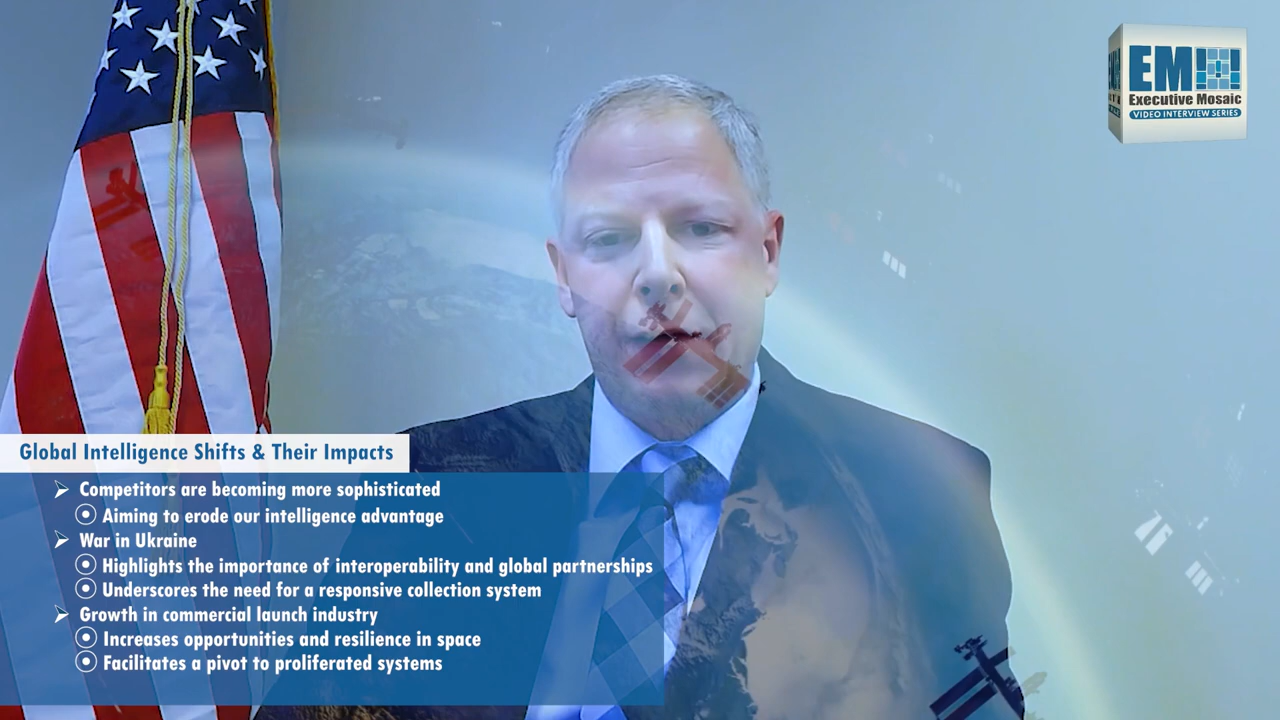 EM
Executive Mosaic
VIDEO INTERVIEW SERIES
Global Intelligence Shifts & Their Impacts
Competitors are becoming more sophisticated
Aiming to erode our intelligence advantage
War in Ukraine
Highlights the importance of interoperability and global partnerships
Underscores the need for a responsive collection system
Growth in commercial launch industry
Increases opportunities and resilience in space
Facilitates a pivot to proliferated systems